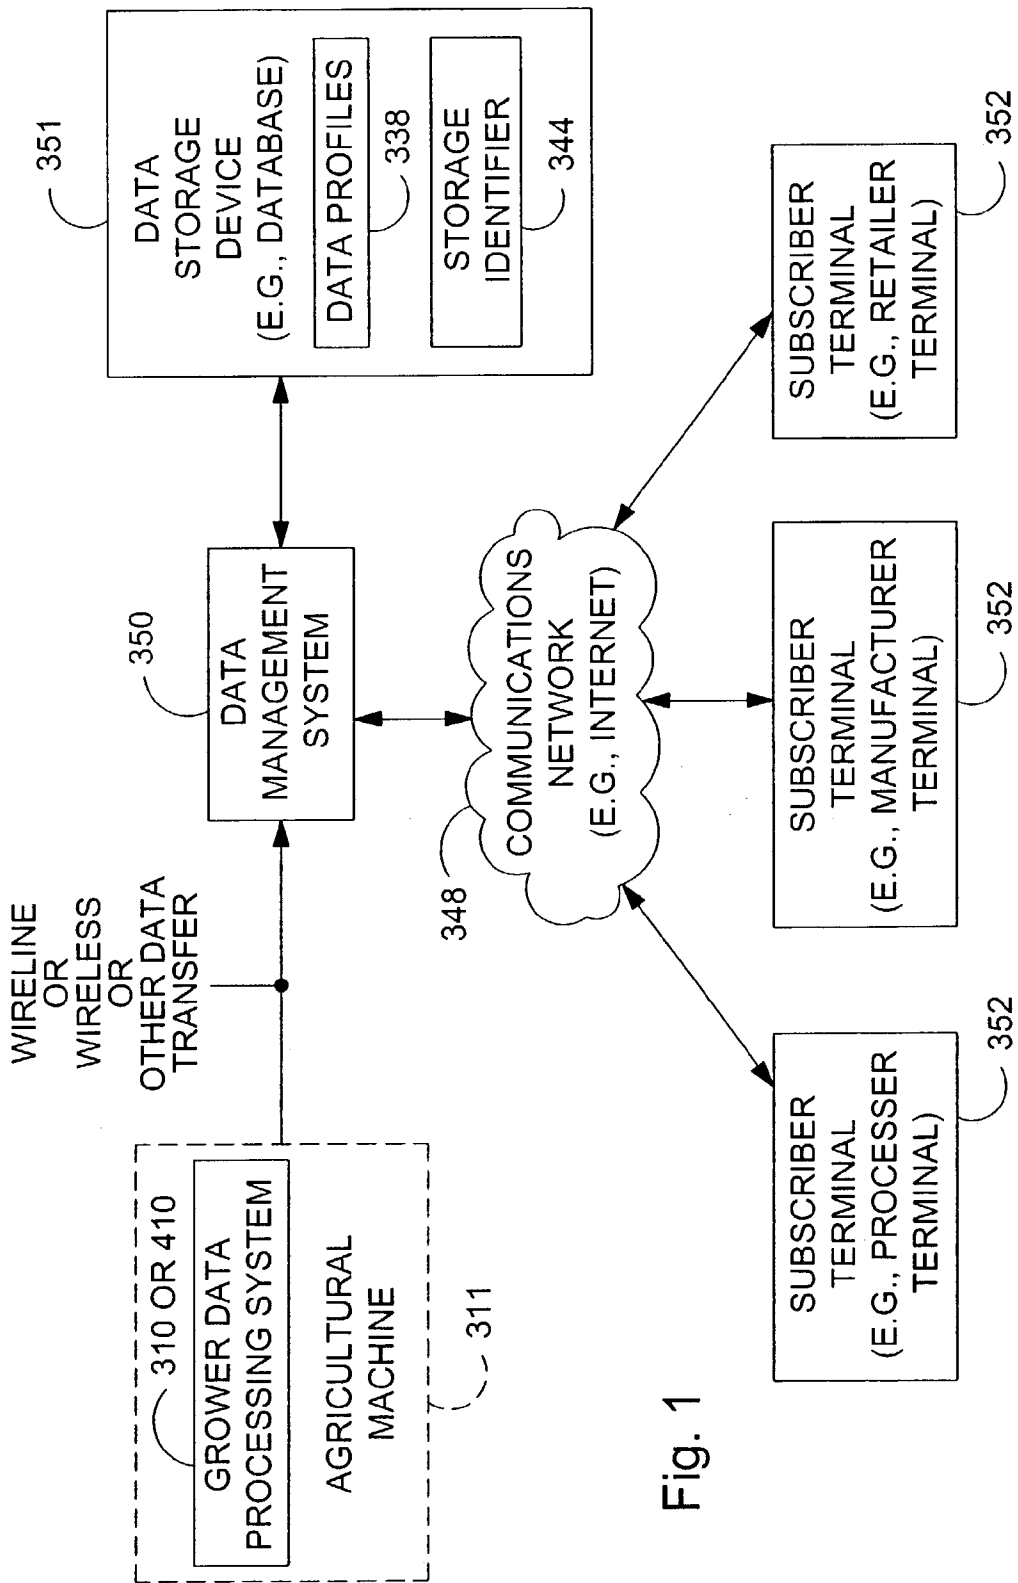 WIRELINE
OR
WIRELESS
OR
OTHER DATA
TRANSFER
310 OR 410
GROWER DATA
PROCESSING SYSTEM
AGRICULTURAL
MACHINE
311
350
DATA
MANAGEMENT
SYSTEM
351
DATA
STORAGE
DEVICE
(E.G., DATABASE)
DATA PROFILES
338
STORAGE
IDENTIFIER
344
348
COMMUNICATIONS
NETWORK
(E.G., INTERNET)
SUBSCRIBER
TERMINAL
(E.G., PROCESSER
TERMINAL)
352
SUBSCRIBER
TERMINAL
(E.G., MANUFACTURER
TERMINAL)
352
SUBSCRIBER
TERMINAL
(E.G., RETAILER
TERMINAL)
352
Fig. 1